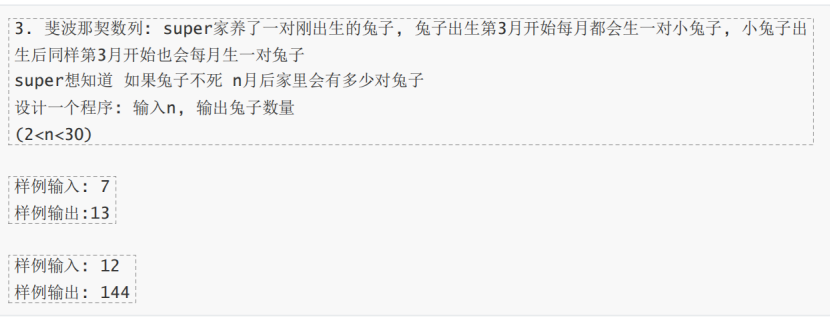 3. 斐波那契数列: super家养了一对刚出生的兔子, 兔子出生第3月开始每月都会生一对小兔子, 小兔子出
生后同样第3月开始也会每月生一对兔子
super想知道 如果兔子不死 n月后家里会有多少对兔子
设计一个程序: 输入n, 输出兔子数量
(2<n<30)
样例输入: 7
样例输出:13
样例输入: 12
样例输出: 144